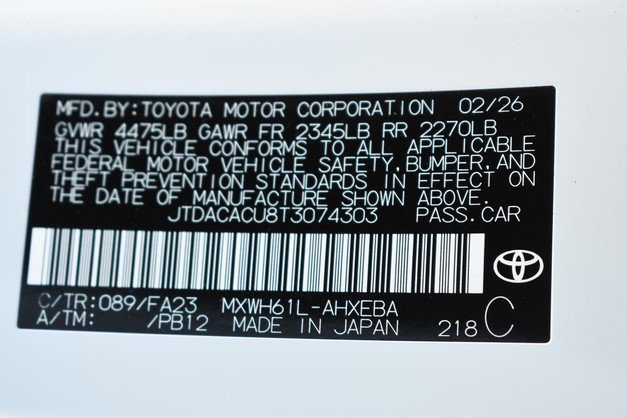 MFD.BY:TOYOTA MOTOR CORPORATION 02/26
GVWR 4475LB GAWR FR 2345LB RR 2270LB
THIS VEHICLE CONFORMS TO ALL APPLICABLE
FEDERAL MOTOR VEHICLE SAFETY,BUMPER,AND
THEFT PREVENTION STANDARDS IN EFFECT ON
THE DATE OF MANUFACTURE SHOWN ABOVE.
JTDACACU8T3074303 PASS.CAR
C/TR:089/FA23 MXWH61L-AHXEBA
A/TM: /PB12 MADE IN JAPAN 218 C